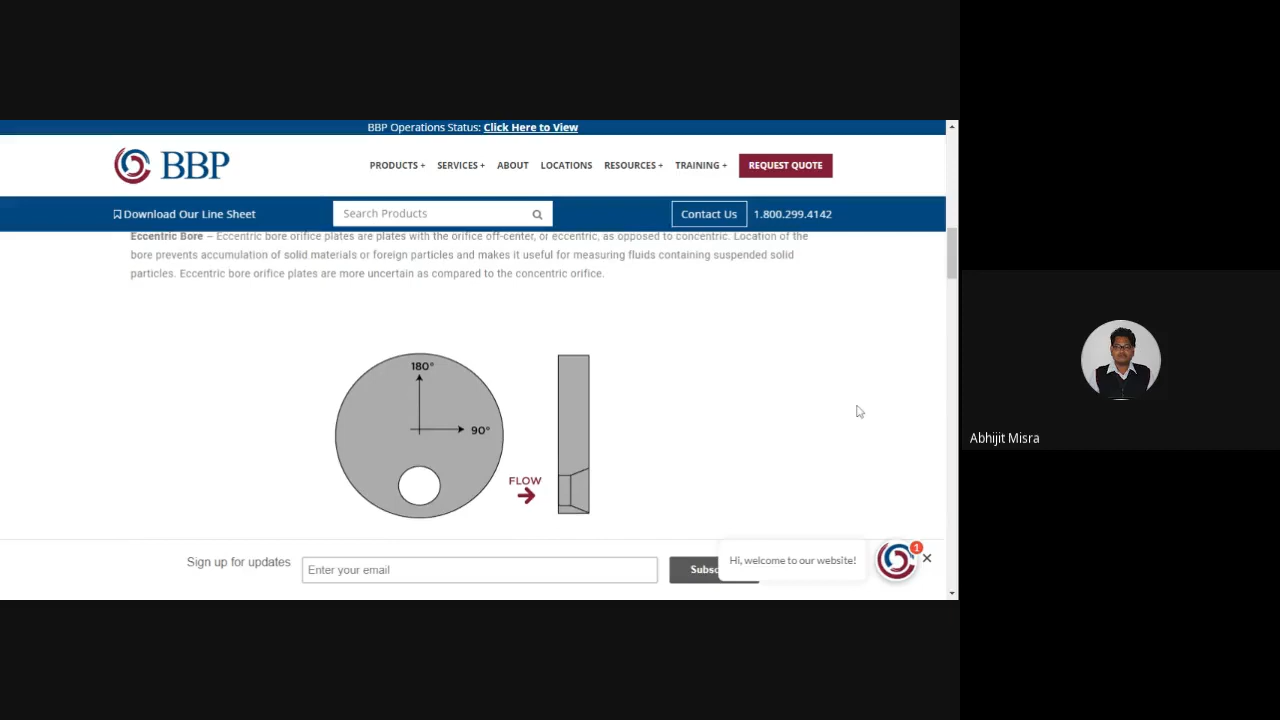 BBP Operations Status: Click Here to View
BBP
PRODUCTS + SERVICES + ABOUT LOCATIONS RESOURCES + TRAINING + REQUEST QUOTE
Download Our Line Sheet Search Products Contact Us 1.800.299.4142
Eccentric Bore – Eccentric bore orifice plates are plates with the orifice off-center, or eccentric, as opposed to concentric. Location of the
bore prevents accumulation of solid materials or foreign particles and makes it useful for measuring fluids containing suspended solid
particles. Eccentric bore orifice plates are more uncertain as compared to the concentric orifice.
180°
90°
FLOW
Abhijit Misra
Sign up for updates Enter your email Subsc
Hi, welcome to our website!
1